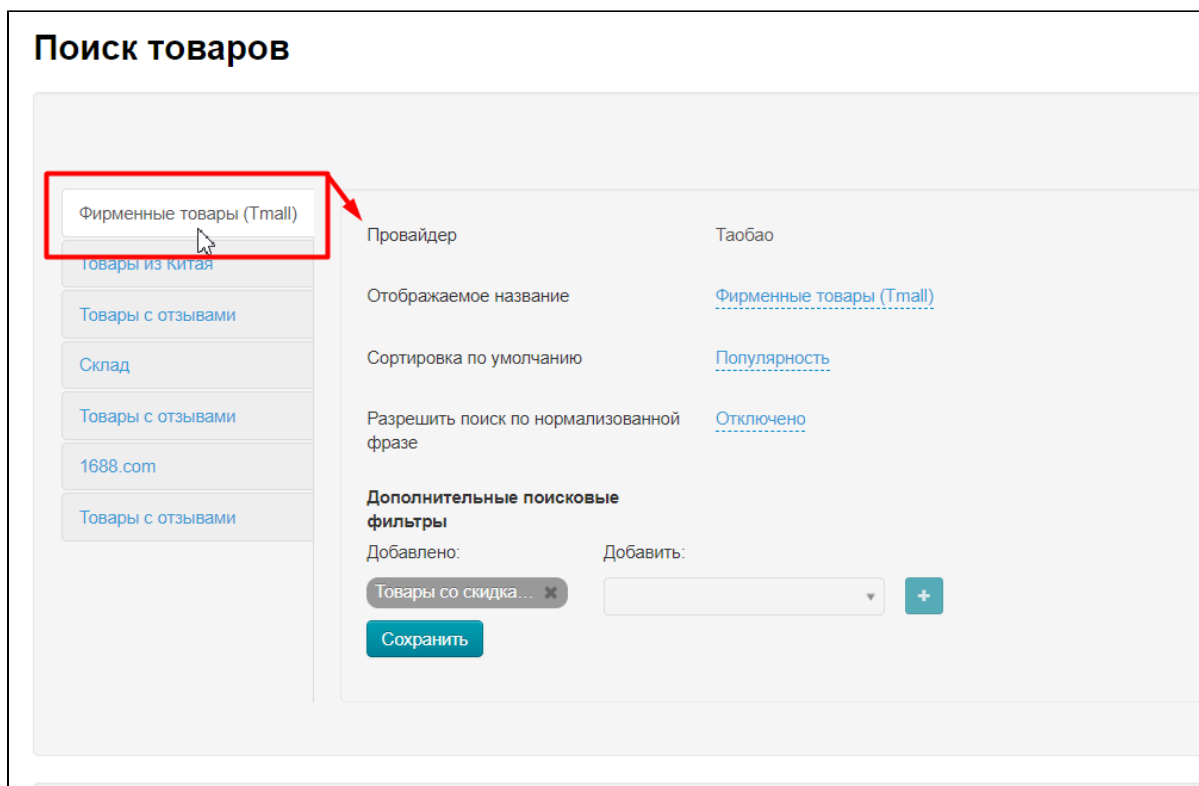 Поиск товаров
Фирменные товары (Tmall)
Товары из Китая
Товары с отзывами
Склад
Товары с отзывами
1688.com
Товары с отзывами
Провайдер
Таобао
Отображаемое название
Фирменные товары (Tmall)
Сортировка по умолчанию
Популярность
Разрешить поиск по нормализованной
фразе
Отключено
Дополнительные поисковые
фильтры
Добавлено:
Добавить:
Товары со скидка...
Сохранить